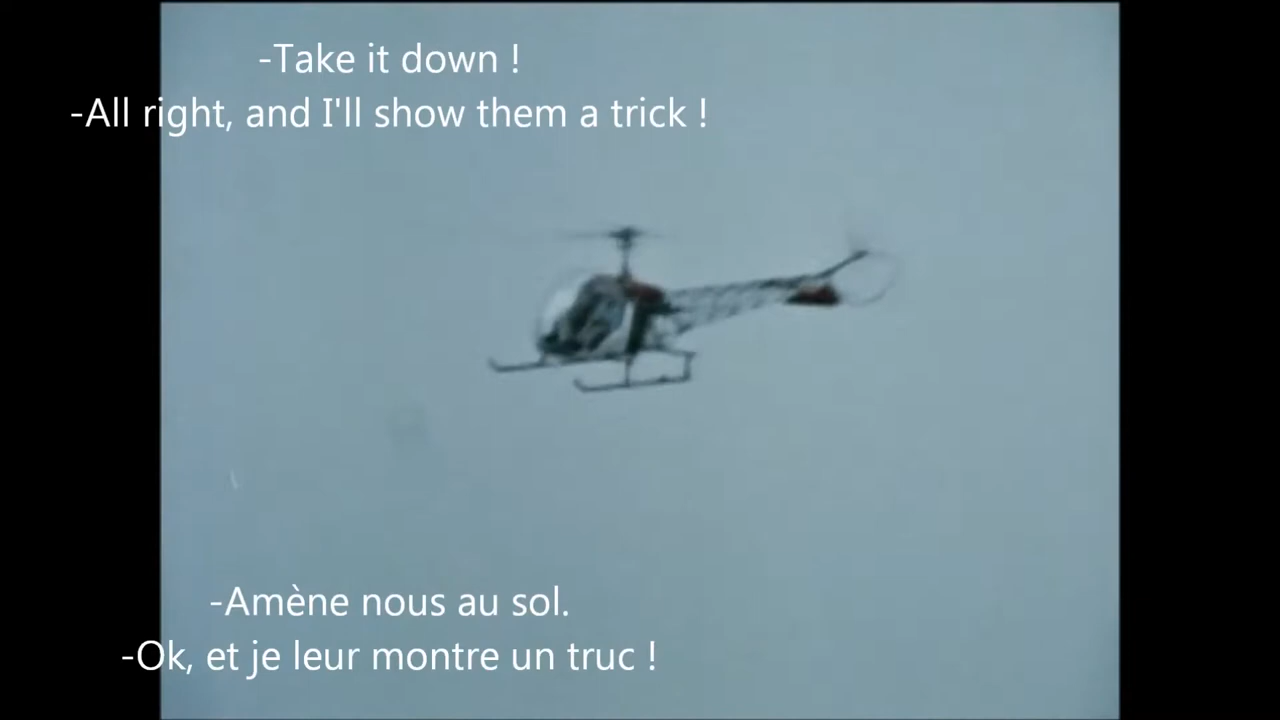 -Take it down !
-All right, and I'll show them a trick !
-Amène nous au sol.
-Ok, et je leur montre un truc !